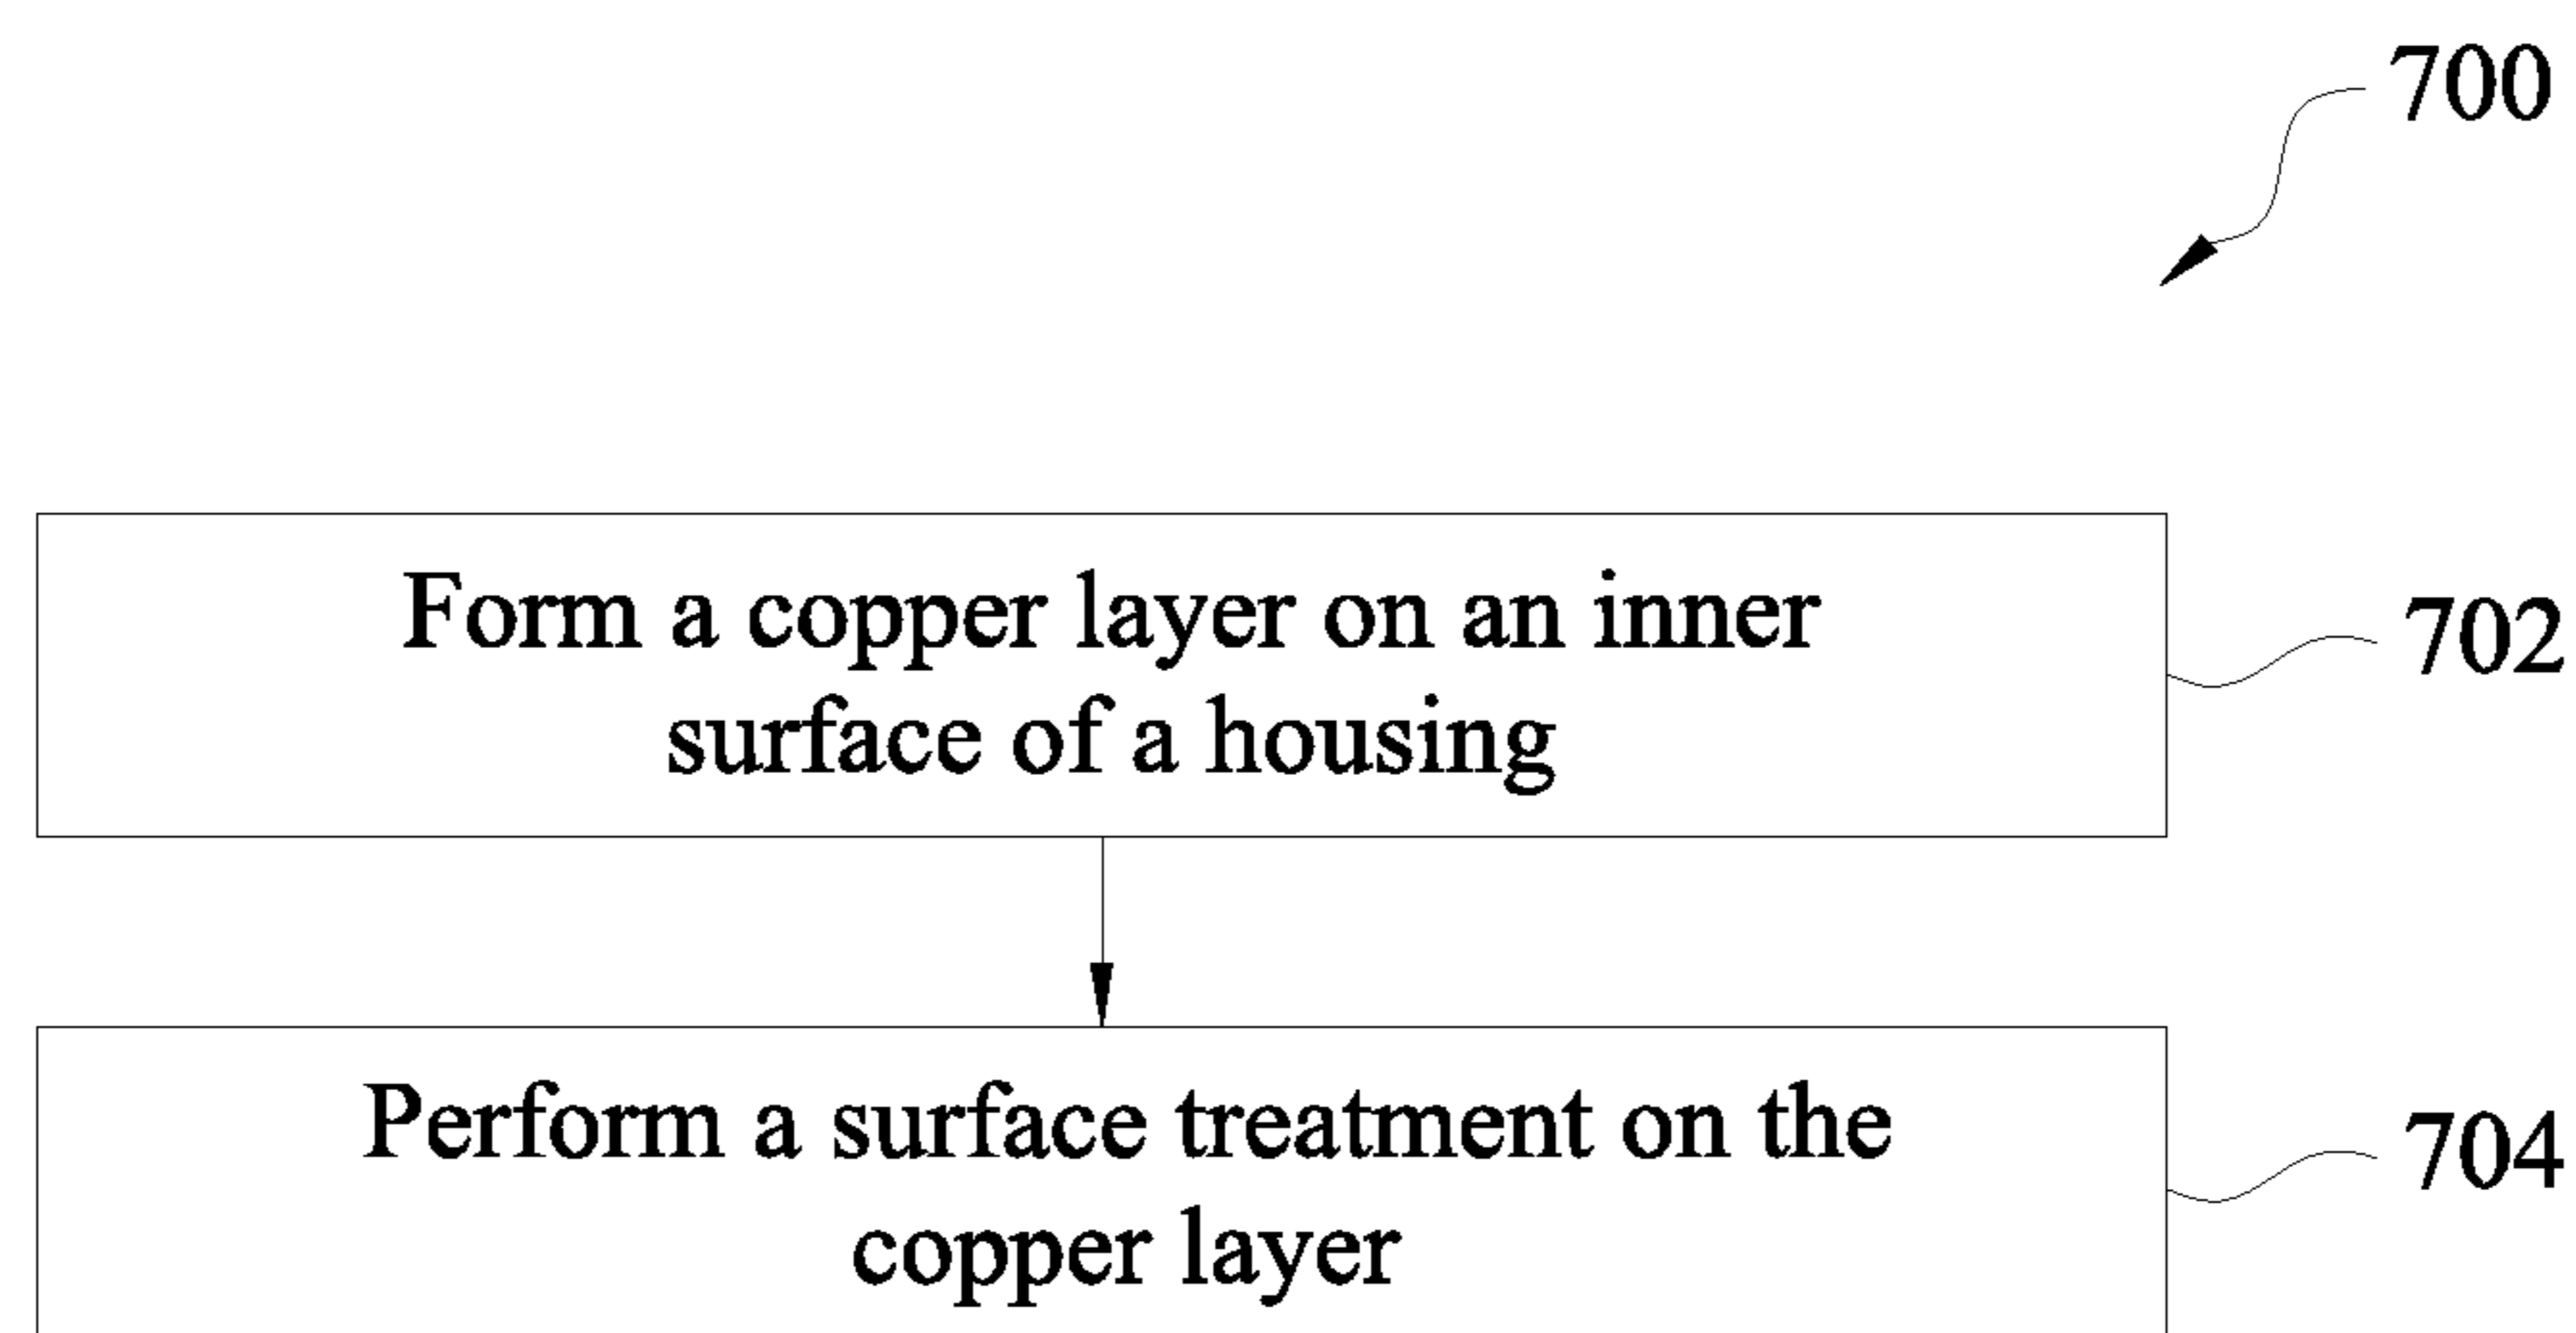 700
Form a copper layer on an inner
surface of a housing
702
Perform a surface treatment on the
copper layer
704